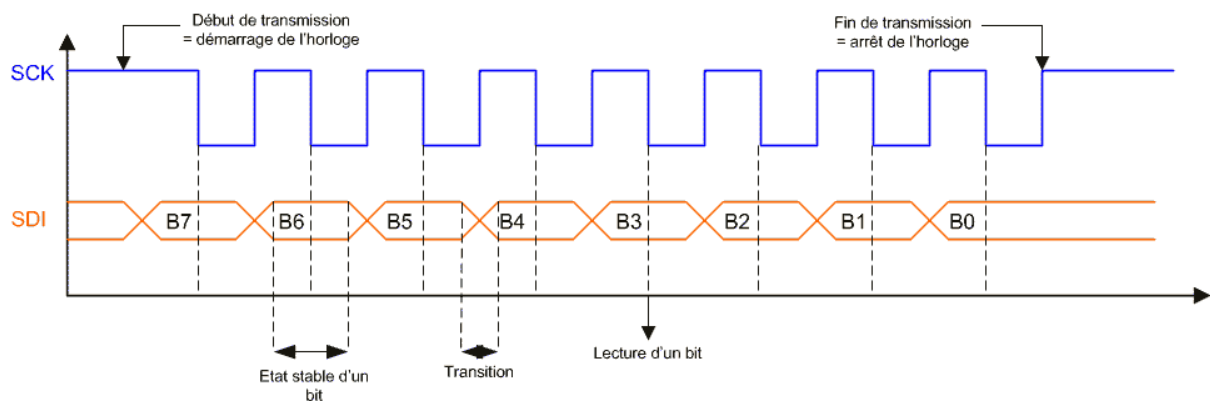 Début de transmission
= démarrage de l'horloge
Fin de transmission
= arrêt de l'horloge
SCK
SDI
B7
B6
B5
B4
B3
B2
B1
B0
Etat stable d'un
bit
Transition
Lecture d'un bit